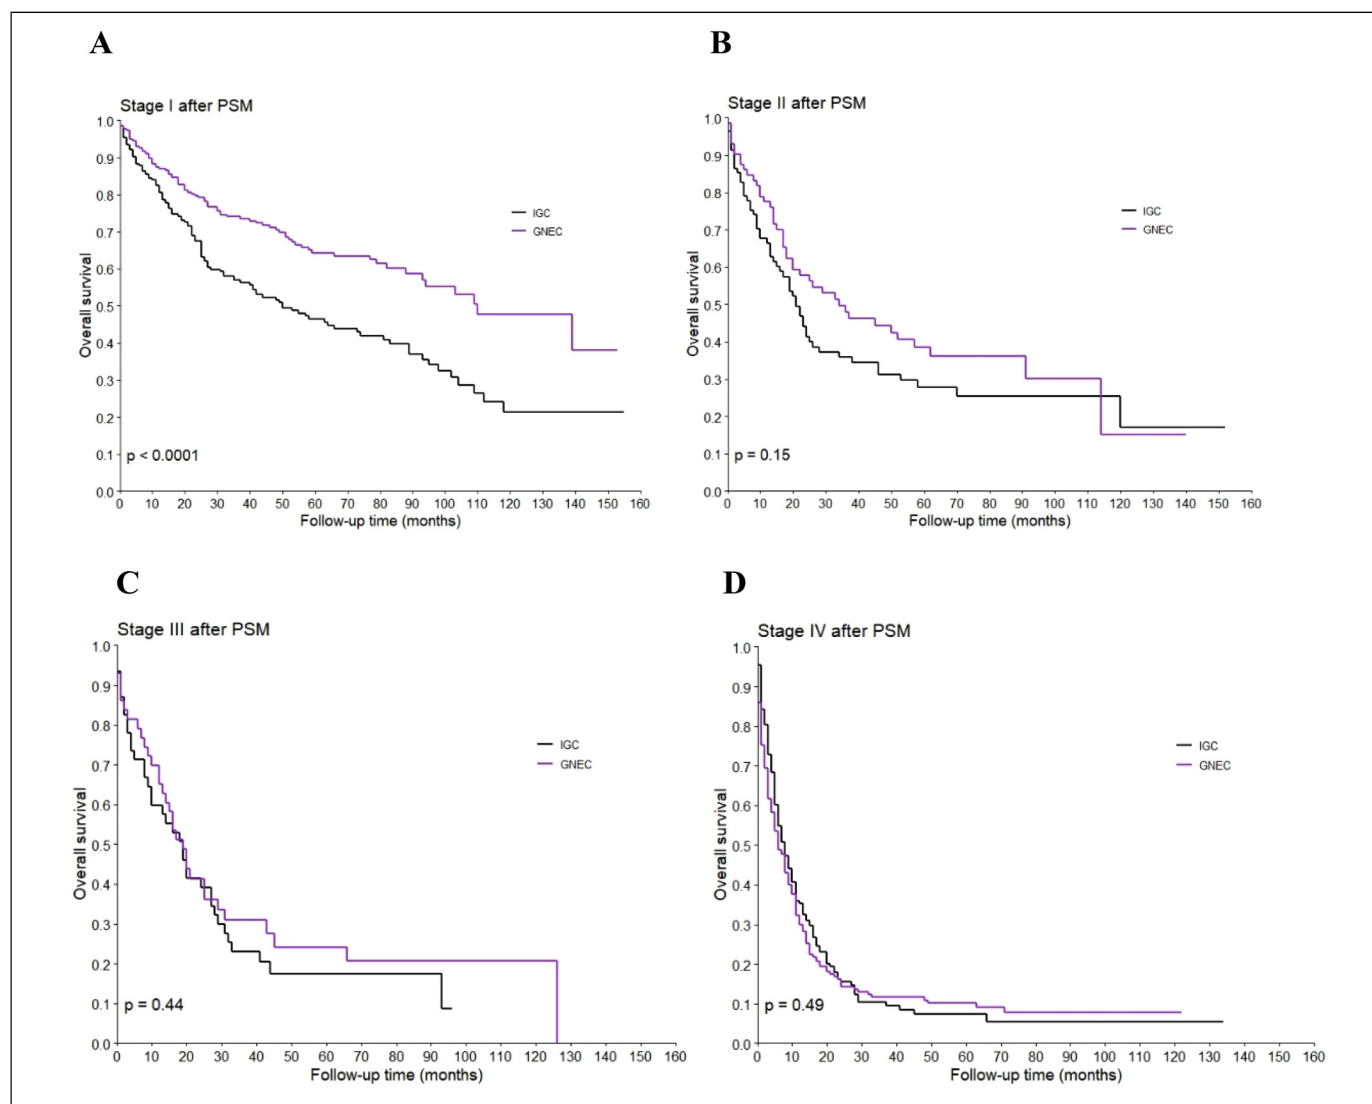 A
Stage I after PSM
1.0
0.9
0.8
0.7
0.6
0.5
0.4
0.3
0.2
0.1
0.0
Overall survival
IGC
GNEC
p < 0.0001
0 10 20 30 40 50 60 70 80 90 100 110 120 130 140 150 160
Follow-up time (months)
B
Stage II after PSM
1.0
0.9
0.8
0.7
0.6
0.5
0.4
0.3
0.2
0.1
0.0
Overall survival
IGC
GNEC
p = 0.15
0 10 20 30 40 50 60 70 80 90 100 110 120 130 140 150 160
Follow-up time (months)
C
Stage III after PSM
1.0
0.9
0.8
0.7
0.6
0.5
0.4
0.3
0.2
0.1
0.0
Overall survival
IGC
GNEC
p = 0.44
0 10 20 30 40 50 60 70 80 90 100 110 120 130 140 150 160
Follow-up time (months)
D
Stage IV after PSM
1.0
0.9
0.8
0.7
0.6
0.5
0.4
0.3
0.2
0.1
0.0
Overall survival
IGC
GNEC
p = 0.49
0 10 20 30 40 50 60 70 80 90 100 110 120 130 140 150 160
Follow-up time (months)